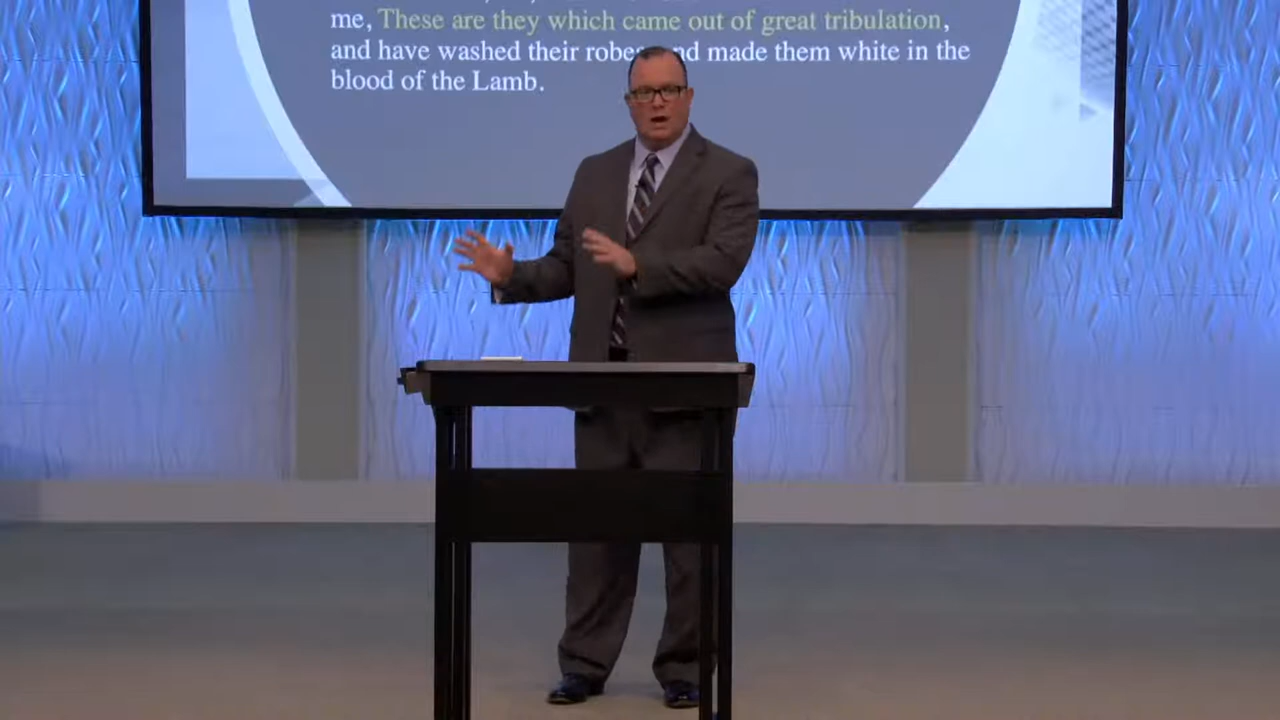 me, These are they which came out of great tribulation,
and have washed their robes and made them white in the
blood of the Lamb.